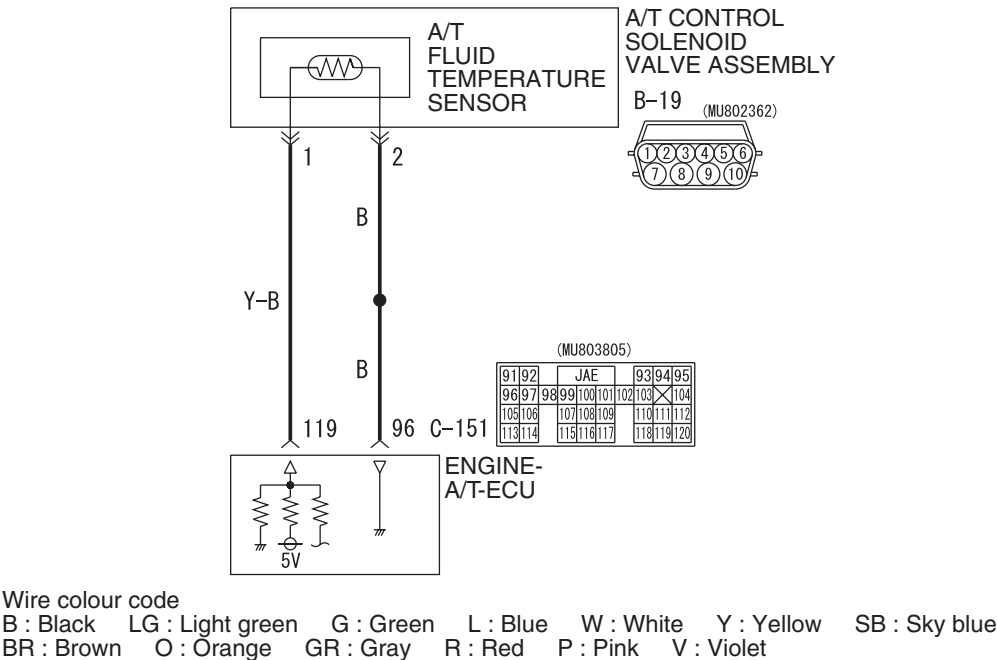 A/T
FLUID
TEMPERATURE
SENSOR
A/T CONTROL
SOLENOID
VALVE ASSEMBLY
B-19 (MU802362)
1 2 3 4 5 6
7 8 9 10
1
2
B
Y-B
B
(MU803805)
91 92 JAE 93 94 95
96 97 98 99 100 101 102 103 104
105 106 107 108 109 110 111 112
113 114 115 116 117 118 119 120
119
96 C-151
ENGINE-
A/T-ECU
5V
Wire colour code
B : Black LG : Light green G : Green L : Blue W : White Y : Yellow SB : Sky blue
BR : Brown O : Orange GR : Gray R : Red P : Pink V : Violet